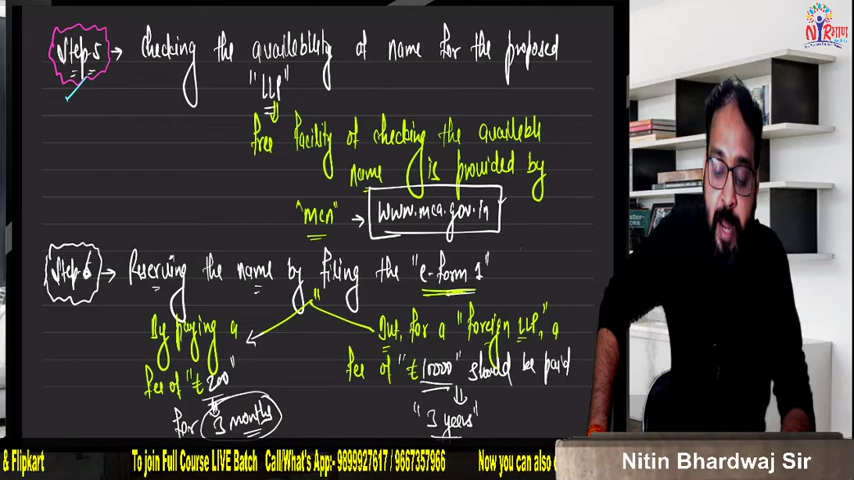 Step-5 → Checking the availability of name for the proposed
"LLP"
Free facility of checking the available
name is provided by
"MCA" → www.mca.gov.in
Step-6 → Reserving the name by filing the "e-form 1"
By paying a
fee of "₹200"
for 3 months
But, for a "foreign LLP", a
fee of "₹10000" should be paid
"3 years"
& Flipkart To join Full Course LIVE Batch Call/What's App:- 9899927617 / 9667357966 Now you can also
Nitin Bhardwaj Sir